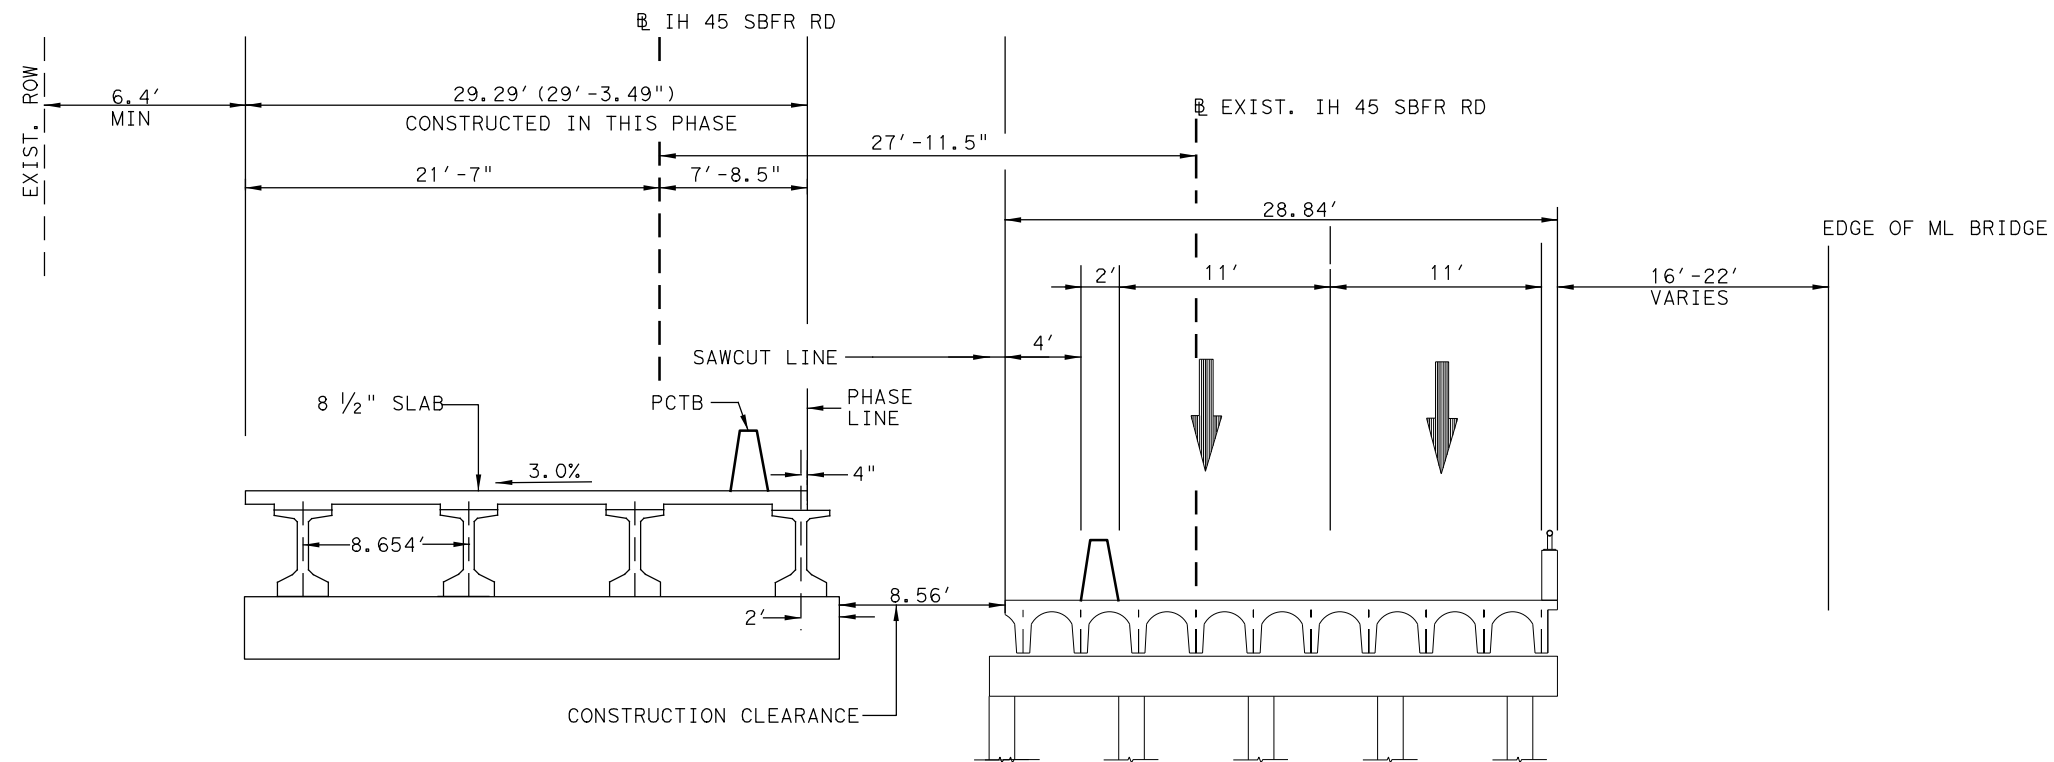 ℄ IH 45 SBFR RD
EXIST. ROW
6.4'
MIN
29.29' (29'-3.49")
CONSTRUCTED IN THIS PHASE
℄ EXIST. IH 45 SBFR RD
27'-11.5"
21'-7"
7'-8.5"
28.84'
EDGE OF ML BRIDGE
2'
11'
11'
16'-22'
VARIES
4'
SAWCUT LINE
8 ½" SLAB
PCTB
PHASE
LINE
3.0%
4"
8.654'
8.56'
2'
CONSTRUCTION CLEARANCE